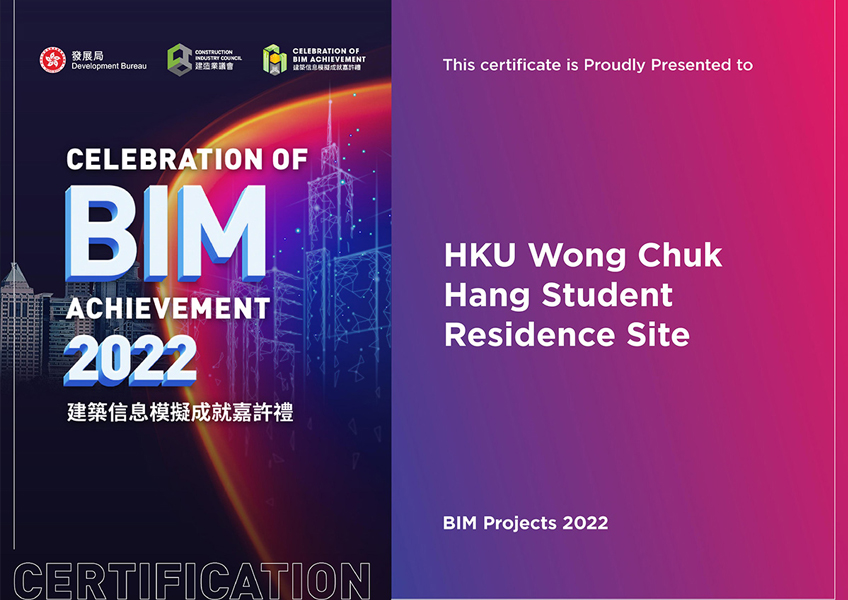 發展局
Development Bureau
CONSTRUCTION
INDUSTRY COUNCIL
建造業議會
CELEBRATION OF
BIM ACHIEVEMENT
建築信息模擬成就嘉許禮
CELEBRATION OF
BIM
ACHIEVEMENT
2022
建築信息模擬成就嘉許禮
CERTIFICATION
This certificate is Proudly Presented to
HKU Wong Chuk
Hang Student
Residence Site
BIM Projects 2022